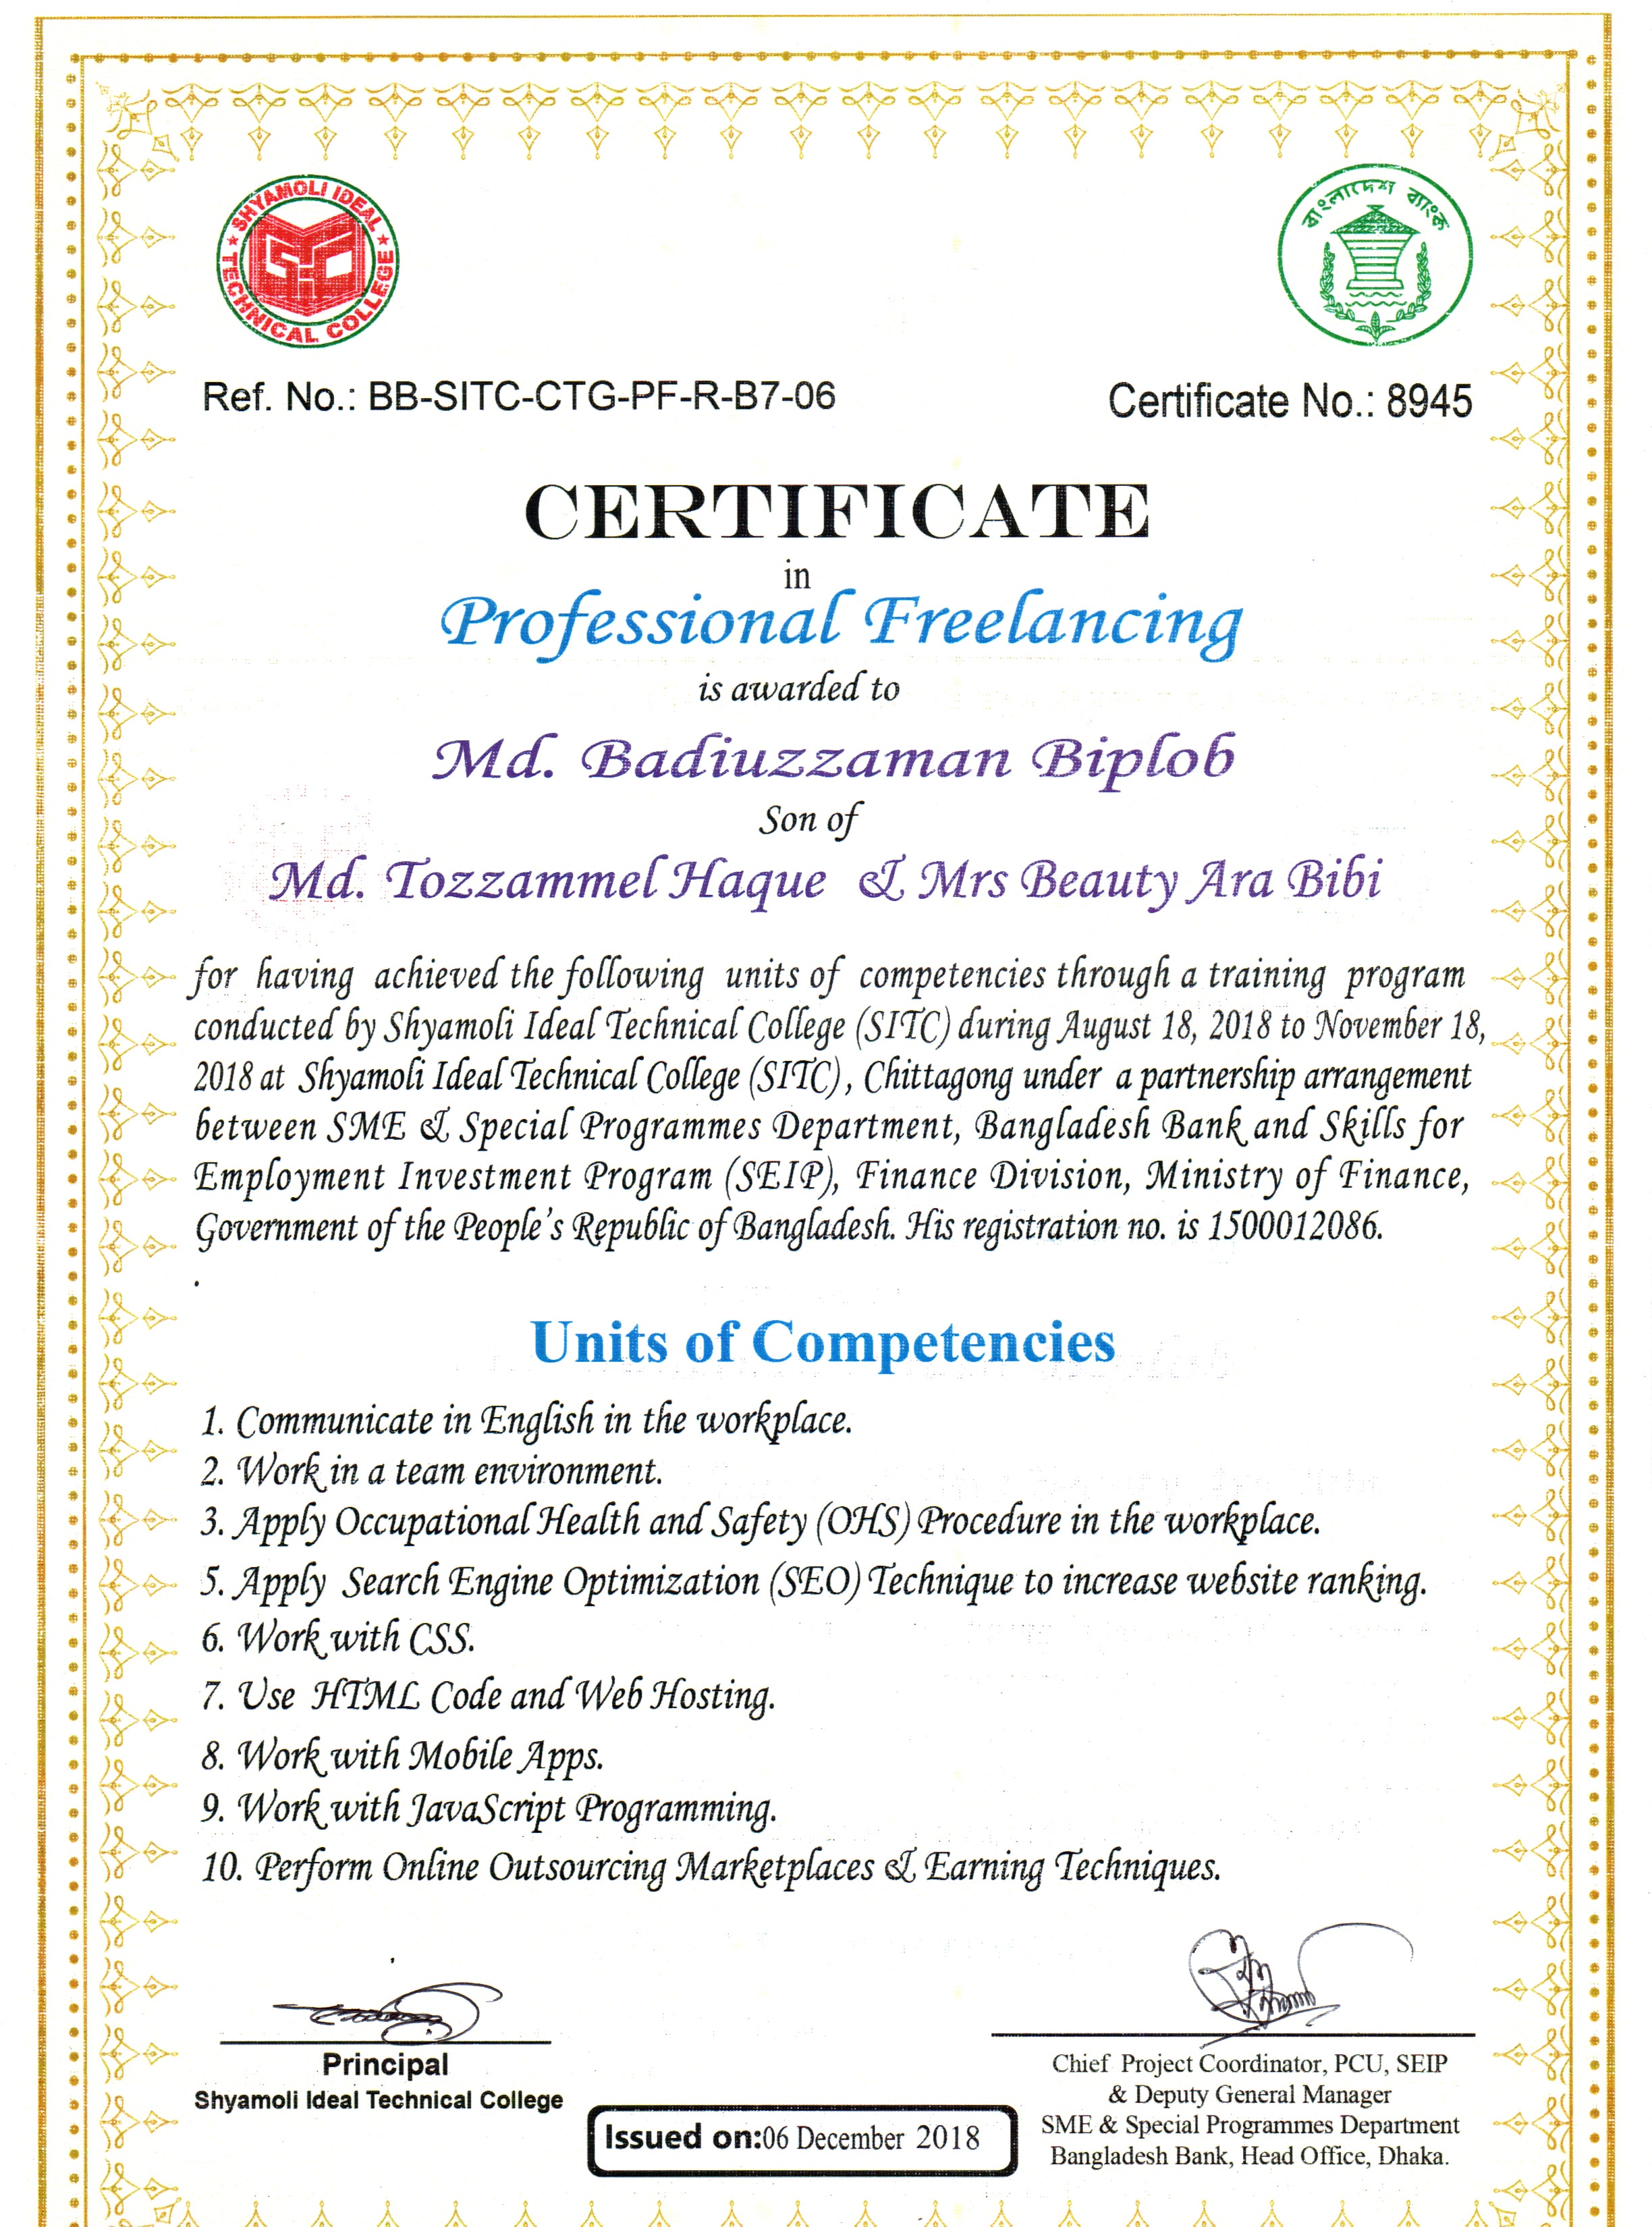 SHYAMOLI IDEAL
TECHNICAL COLLEGE
বাংলাদেশ ব্যাংক
Ref. No.: BB-SITC-CTG-PF-R-B7-06
Certificate No.: 8945
CERTIFICATE
in
Professional Freelancing
is awarded to
Md. Badiuzzaman Biplob
Son of
Md. Tozzammel Haque & Mrs Beauty Ara Bibi
for having achieved the following units of competencies through a training program
conducted by Shyamoli Ideal Technical College (SITC) during August 18, 2018 to November 18,
2018 at Shyamoli Ideal Technical College (SITC), Chittagong under a partnership arrangement
between SME & Special Programmes Department, Bangladesh Bank and Skills for
Employment Investment Program (SEIP), Finance Division, Ministry of Finance,
Government of the People's Republic of Bangladesh. His registration no. is 1500012086.
.
Units of Competencies
1. Communicate in English in the workplace.
2. Work in a team environment.
3. Apply Occupational Health and Safety (OHS) Procedure in the workplace.
5. Apply Search Engine Optimization (SEO) Technique to increase website ranking.
6. Work with CSS.
7. Use HTML Code and Web Hosting.
8. Work with Mobile Apps.
9. Work with JavaScript Programming.
10. Perform Online Outsourcing Marketplaces & Earning Techniques.
Principal
Shyamoli Ideal Technical College
Issued on:06 December 2018
Chief Project Coordinator, PCU, SEIP
& Deputy General Manager
SME & Special Programmes Department
Bangladesh Bank, Head Office, Dhaka.